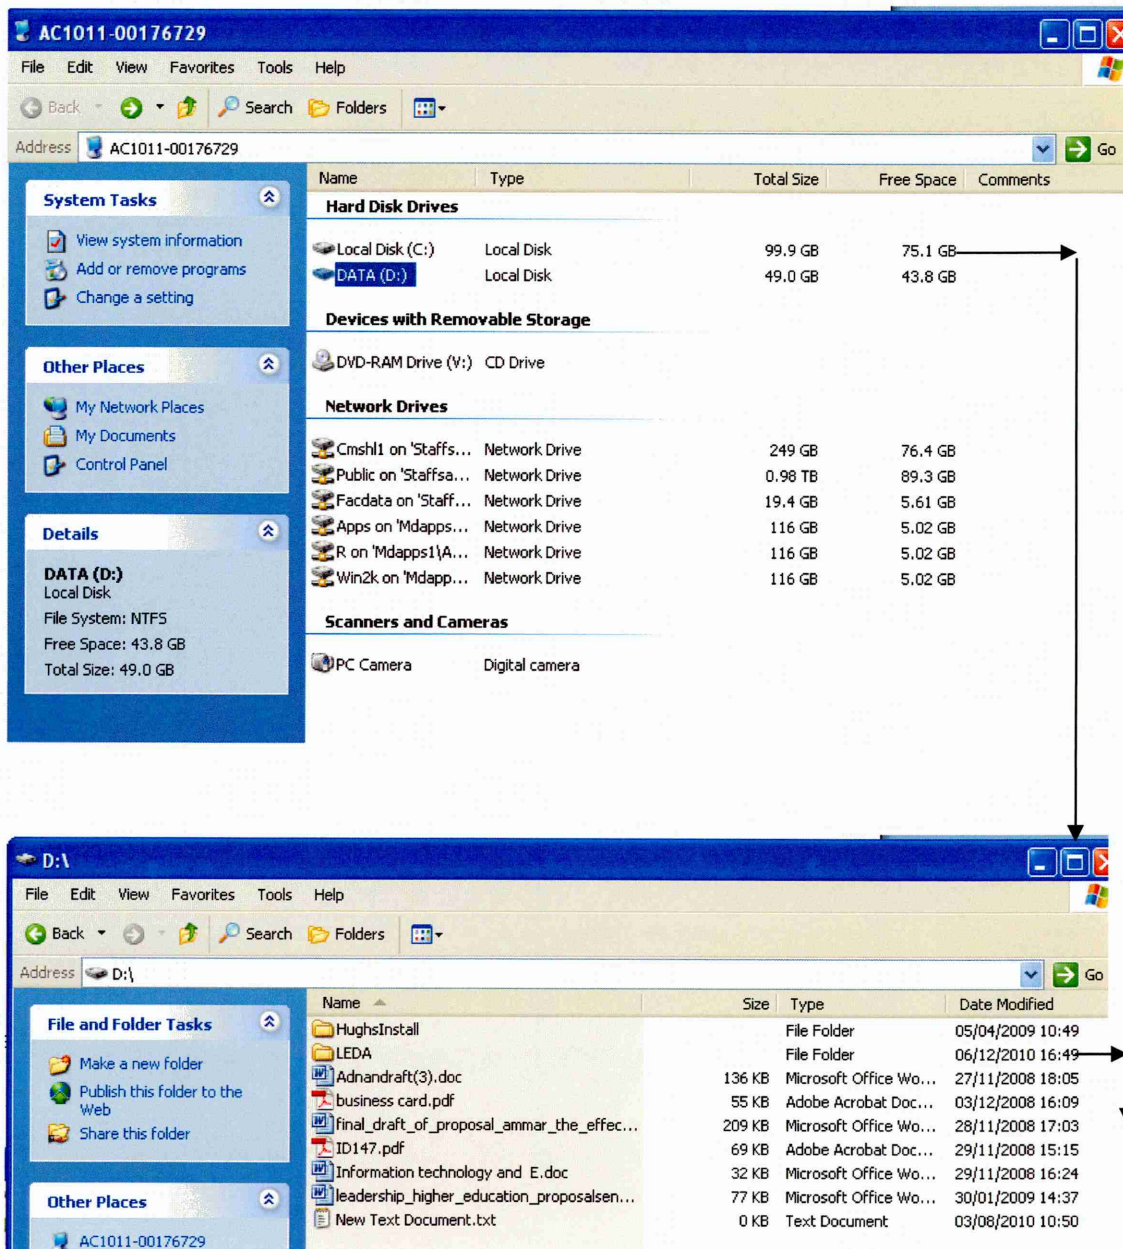 AC1011-00176729
File Edit View Favorites Tools Help
Back Search Folders
Address AC1011-00176729 Go
Name Type Total Size Free Space Comments
System Tasks
View system information
Add or remove programs
Change a setting
Other Places
My Network Places
My Documents
Control Panel
Details
DATA (D:)
Local Disk
File System: NTFS
Free Space: 43.8 GB
Total Size: 49.0 GB
Hard Disk Drives
Local Disk (C:) Local Disk 99.9 GB 75.1 GB
DATA (D:) Local Disk 49.0 GB 43.8 GB
Devices with Removable Storage
DVD-RAM Drive (V:) CD Drive
Network Drives
Cmshl1 on 'Staffs... Network Drive 249 GB 76.4 GB
Public on 'Staffsa... Network Drive 0.98 TB 89.3 GB
Facdata on 'Staff... Network Drive 19.4 GB 5.61 GB
Apps on 'Mdapps... Network Drive 116 GB 5.02 GB
R on 'Mdapps1\A... Network Drive 116 GB 5.02 GB
Win2k on 'Mdapp... Network Drive 116 GB 5.02 GB
Scanners and Cameras
PC Camera Digital camera
D:\
File Edit View Favorites Tools Help
Back Search Folders
Address D:\ Go
Name Size Type Date Modified
File and Folder Tasks
Make a new folder
Publish this folder to the
Web
Share this folder
Other Places
AC1011-00176729
HughsInstall File Folder 05/04/2009 10:49
LEDA File Folder 06/12/2010 16:49
Adnandraft(3).doc 136 KB Microsoft Office Wo... 27/11/2008 18:05
business card.pdf 55 KB Adobe Acrobat Doc... 03/12/2008 16:09
final_draft_of_proposal_ammar_the_effec... 209 KB Microsoft Office Wo... 28/11/2008 17:03
ID147.pdf 69 KB Adobe Acrobat Doc... 29/11/2008 15:15
Information technology and E.doc 32 KB Microsoft Office Wo... 29/11/2008 16:24
leadership_higher_education_proposalsen... 77 KB Microsoft Office Wo... 30/01/2009 14:37
New Text Document.txt 0 KB Text Document 03/08/2010 10:50